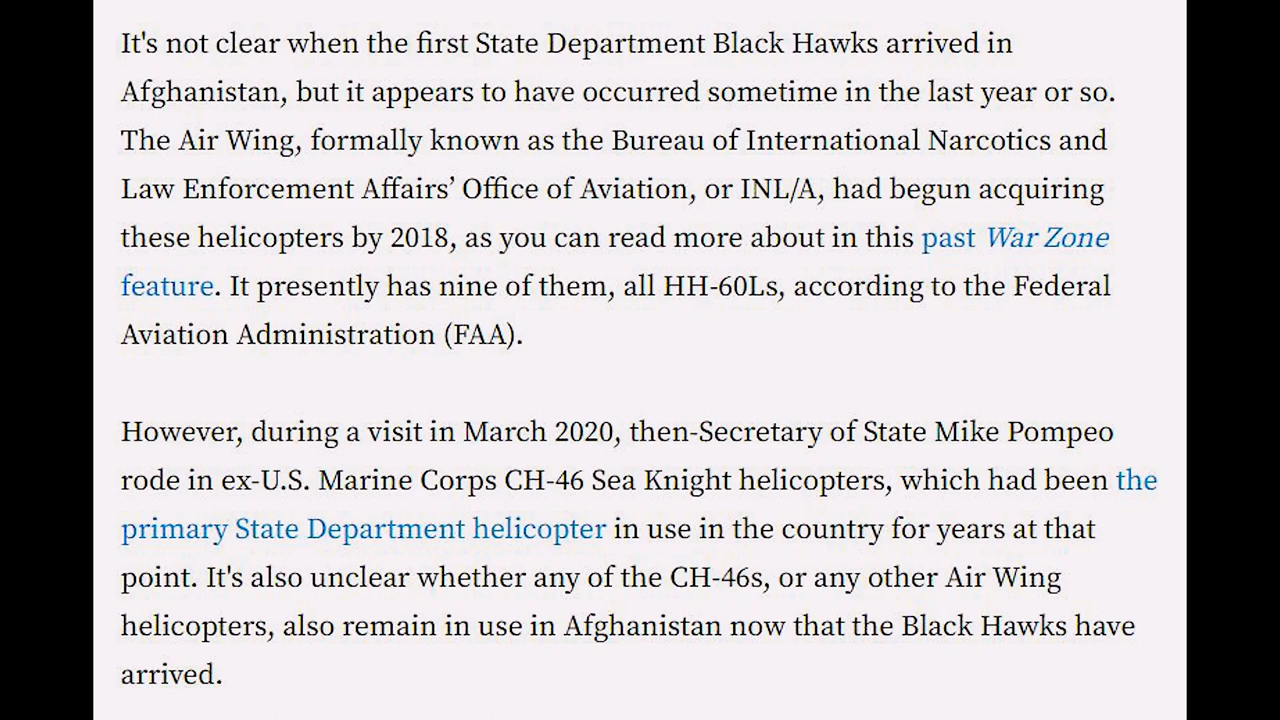 It's not clear when the first State Department Black Hawks arrived in
Afghanistan, but it appears to have occurred sometime in the last year or so.
The Air Wing, formally known as the Bureau of International Narcotics and
Law Enforcement Affairs’ Office of Aviation, or INL/A, had begun acquiring
these helicopters by 2018, as you can read more about in this past War Zone
feature. It presently has nine of them, all HH-60Ls, according to the Federal
Aviation Administration (FAA).
However, during a visit in March 2020, then-Secretary of State Mike Pompeo
rode in ex-U.S. Marine Corps CH-46 Sea Knight helicopters, which had been the
primary State Department helicopter in use in the country for years at that
point. It's also unclear whether any of the CH-46s, or any other Air Wing
helicopters, also remain in use in Afghanistan now that the Black Hawks have
arrived.